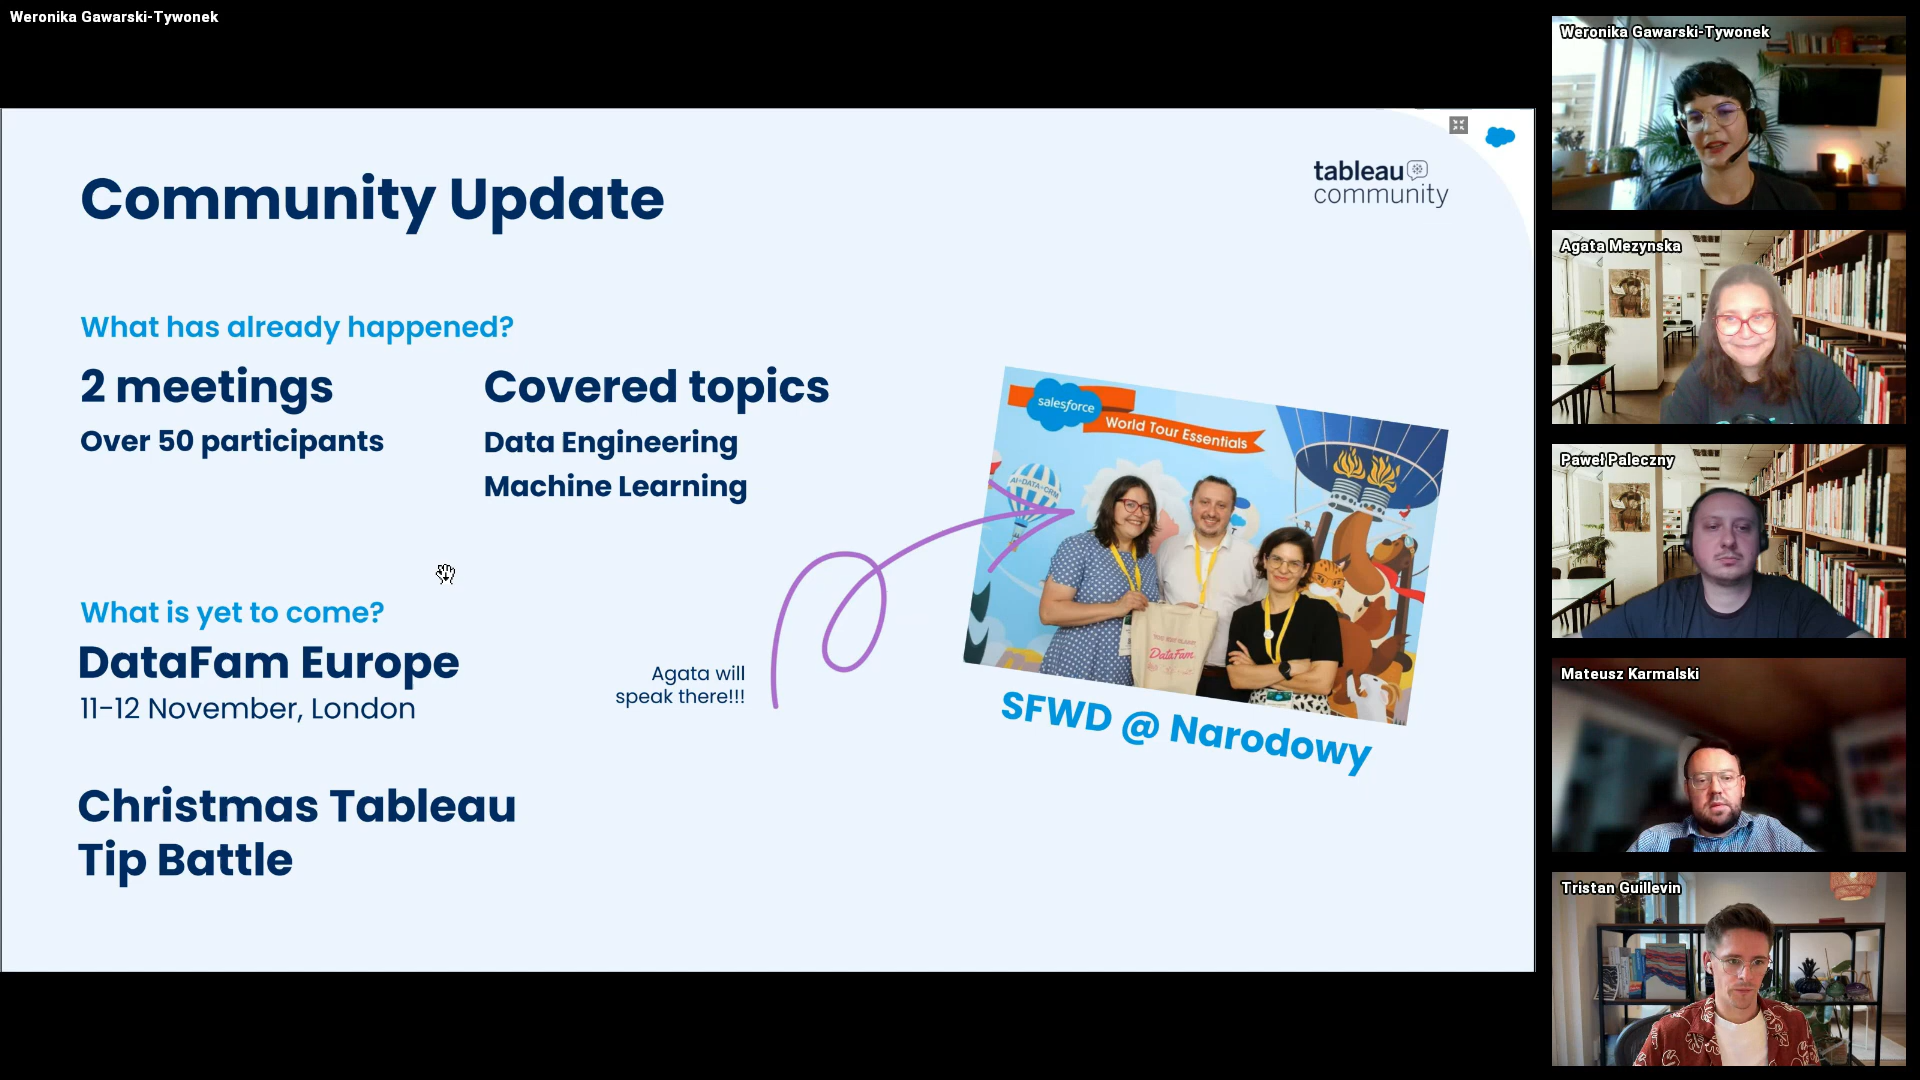 Weronika Gawarski-Tywonek
Community Update
tableau
community
What has already happened?
2 meetings
Over 50 participants
Covered topics
Data Engineering
Machine Learning
What is yet to come?
DataFam Europe
11-12 November, London
Agata will
speak there!!!
Christmas Tableau
Tip Battle
salesforce
World Tour Essentials
AI+DATA+CRM
DataFam
SFWD @ Narodowy
Weronika Gawarski-Tywonek
Agata Mezynska
Paweł Paleczny
Mateusz Karmalski
Tristan Guillevin